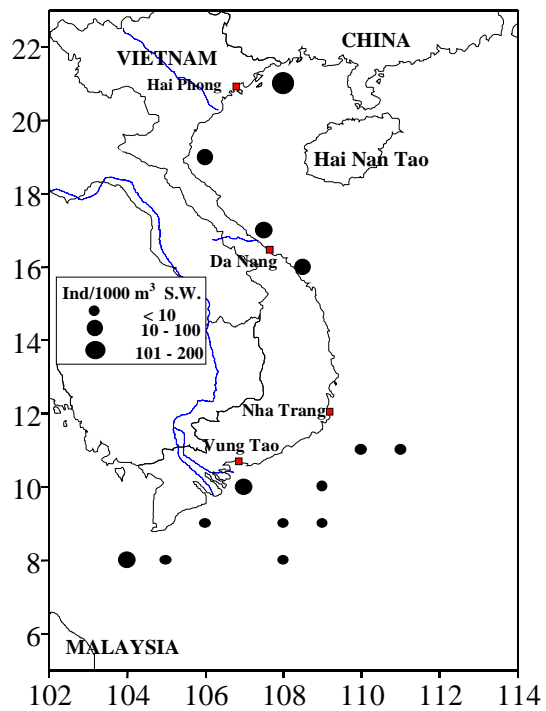 22
CHINA
VIETNAM
Hai Phong
20
Hai Nan Tao
18
Da Nang
16
Ind/1000 m³ S.W.
< 10
10 - 100
101 - 200
14
12
Nha Trang
Vung Tao
10
8
6
MALAYSIA
102 104 106 108 110 112 114